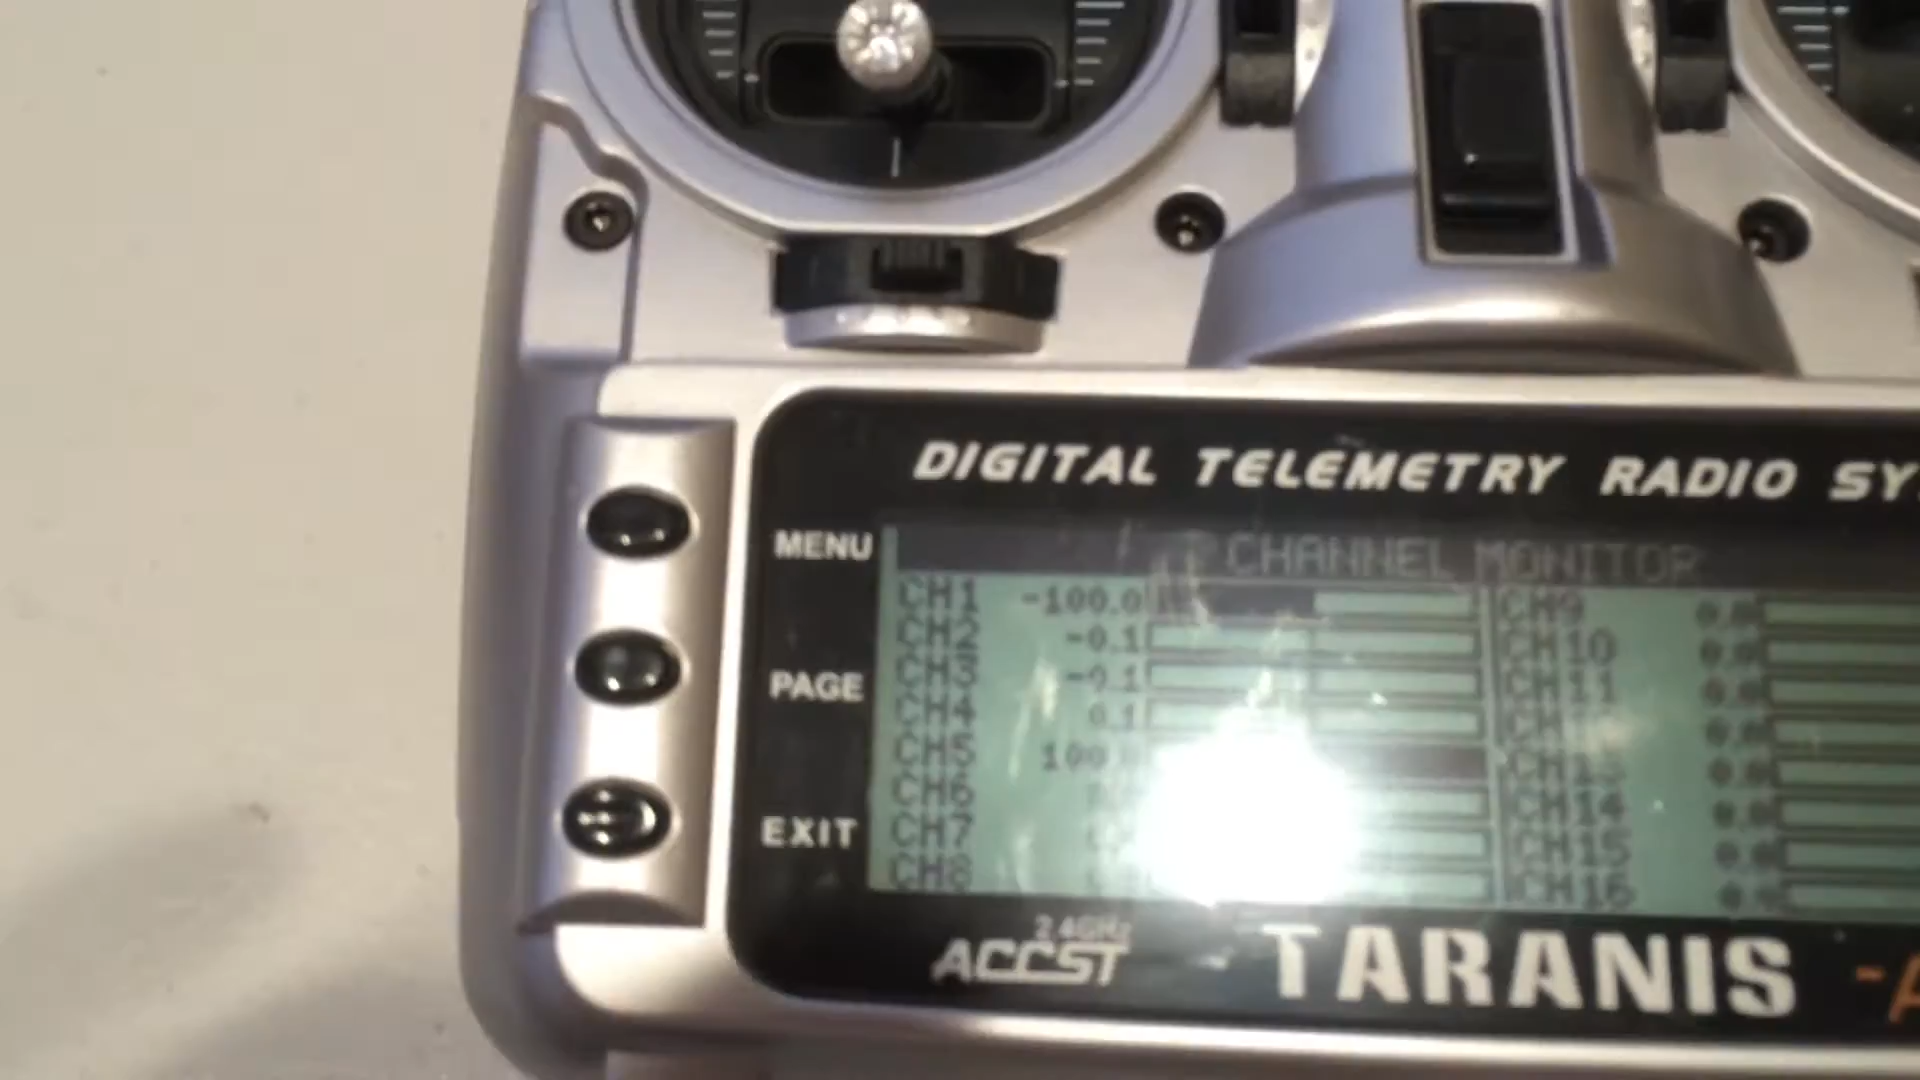 DIGITAL TELEMETRY RADIO SY
MENU
CHANNEL MONITOR
CH1 -100.0 CH9
CH2 -0.1 CH10
CH3 -0.1 CH11
PAGE
CH4 0.1
CH5 100
CH6 CH14
EXIT
CH7 CH15
CH8 CH16
2.4GHz
ACCST TARANIS